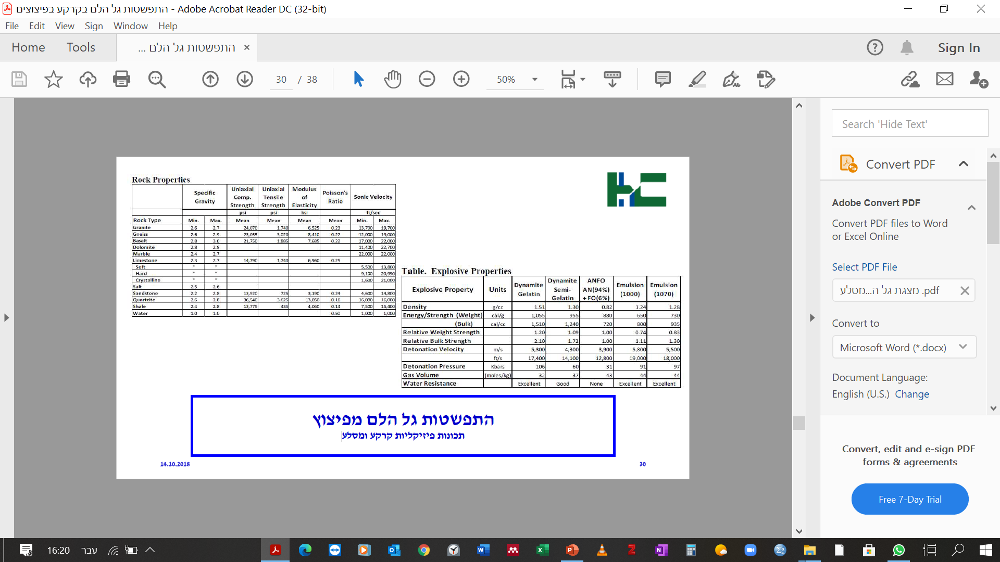 התפשטות גל הלם בקרקע בפיצוצים - Adobe Acrobat Reader DC (32-bit)
File Edit View Sign Window Help
Home Tools התפשטות גל הלם ... × Sign In
30 / 38 50%
Rock Properties
Specific Gravity Uniaxial Comp. Strength Uniaxial Tensile Strength Modulus of Elasticity Poisson's Ratio Sonic Velocity
psi psi ksi ft/sec
Rock Type Min. Max. Mean Mean Mean Mean Min. Max.
Granite 2.6 2.7 24,070 1,740 6,525 0.23 13,700 19,700
Gneiss 2.6 2.9 23,055 3,020 8,410 0.22 12,000 19,000
Basalt 2.8 3.0 21,750 1,885 7,685 0.22 17,000 22,000
Dolomite 2.8 2.9 11,400 22,700
Marble 2.4 2.7 22,000 22,000
Limestone 2.3 2.7 14,790 1,740 6,960 0.25
Soft " " 5,500 13,800
Hard " " 9,100 20,990
Crystalline " " 1,600 21,000
Salt 2.5 2.6
Sandstone 2.2 2.8 13,920 725 3,190 0.24 4,600 14,800
Quartzite 2.6 2.8 36,540 3,625 13,050 0.16 16,000 16,000
Shale 2.4 2.8 13,775 435 4,060 0.14 7,500 15,400
Water 1.0 1.0 0.50 1,000 1,000
Table. Explosive Properties
Explosive Property Units Dynamite Gelatin Dynamite Semi-Gelatin ANFO AN(94%) + FO(6%) Emulsion (1000) Emulsion (1070)
Density g/cc 1.51 1.30 0.82 1.24 1.28
Energy/Strength (Weight) cal/g 1,055 955 880 650 730
(Bulk) cal/cc 1,510 1,240 720 800 935
Relative Weight Strength 1.20 1.09 1.00 0.74 0.83
Relative Bulk Strength 2.10 1.72 1.00 1.11 1.30
Detonation Velocity m/s 5,300 4,300 3,900 5,800 5,500
ft/s 17,400 14,100 12,800 19,000 18,000
Detonation Pressure Kbars 106 60 31 91 97
Gas Volume (moles/kg) 32 37 43 44 44
Water Resistance Excellent Good None Excellent Excellent
התפשטות גל הלם מפיצוץ
תכונות פיזיקליות קרקע ומסלע
14.10.2018 30
Search 'Hide Text'
Convert PDF
Adobe Convert PDF
Convert PDF files to Word
or Excel Online
Select PDF File
מצגת גל ה...מסלע .pdf
Convert to
Microsoft Word (*.docx)
Document Language:
English (U.S.) Change
Convert, edit and e-sign PDF
forms & agreements
Free 7-Day Trial
16:20 עבר